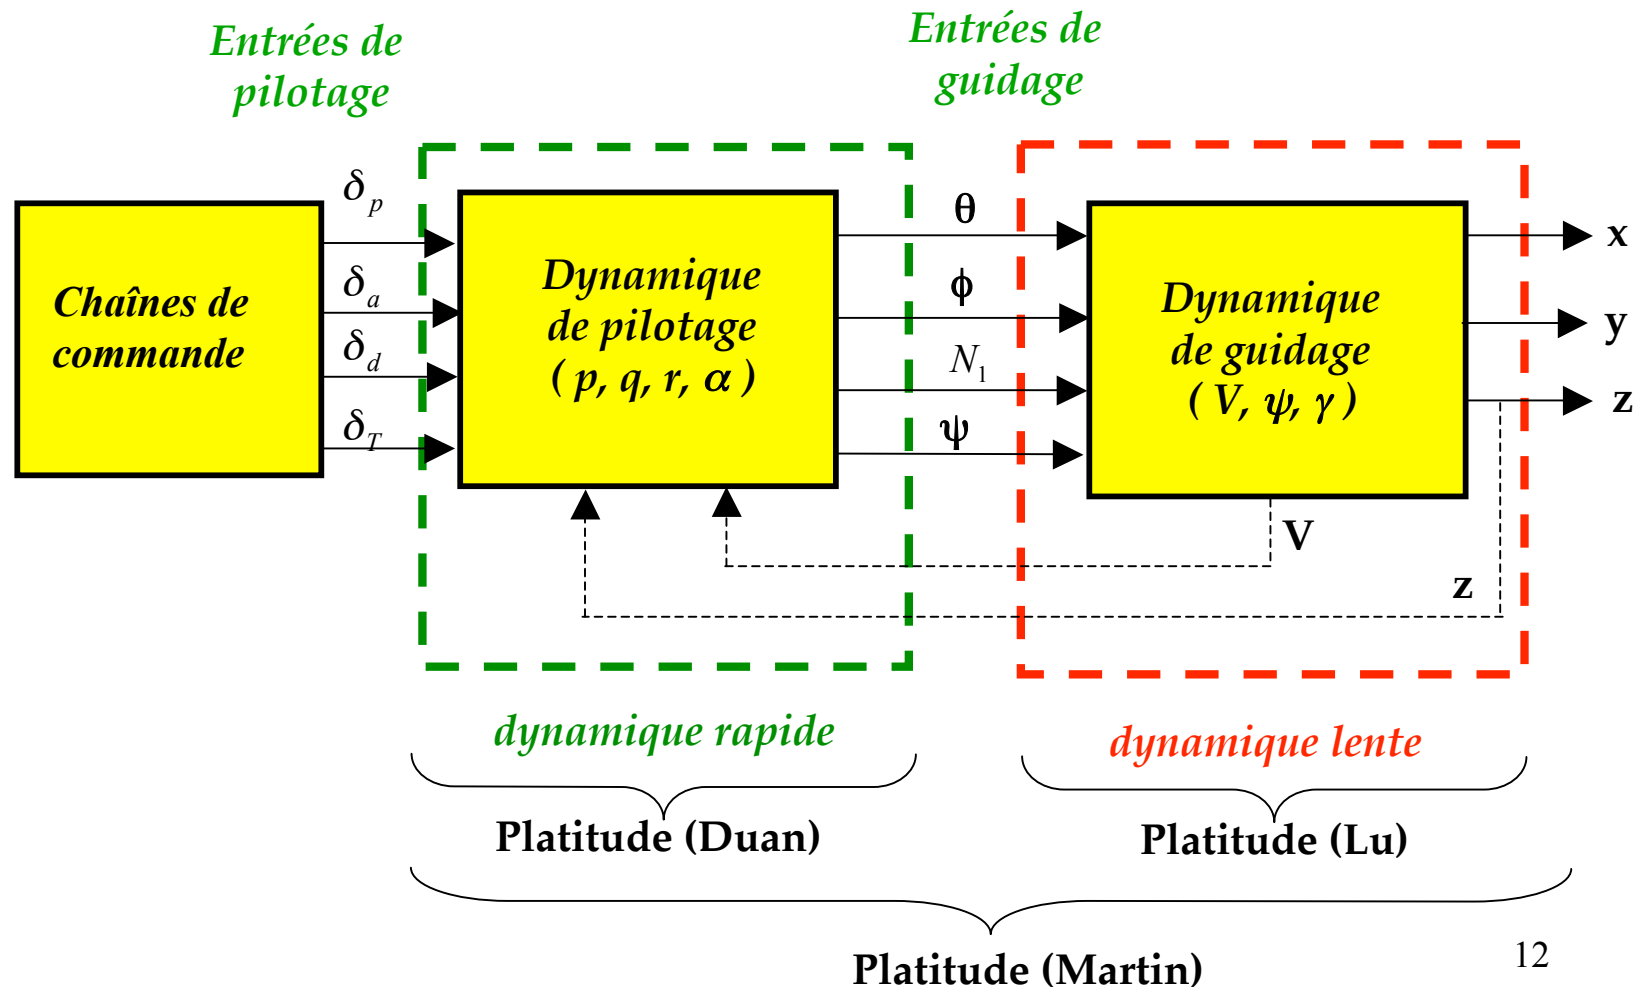 Entrées de
pilotage
Entrées de
guidage
Chaînes de
commande
δp
δa
δd
δT
Dynamique
de pilotage
( p, q, r, α )
θ
ϕ
N1
ψ
Dynamique
de guidage
( V, ψ, γ )
x
y
z
V
z
dynamique rapide
dynamique lente
Platitude (Duan)
Platitude (Lu)
Platitude (Martin)
12